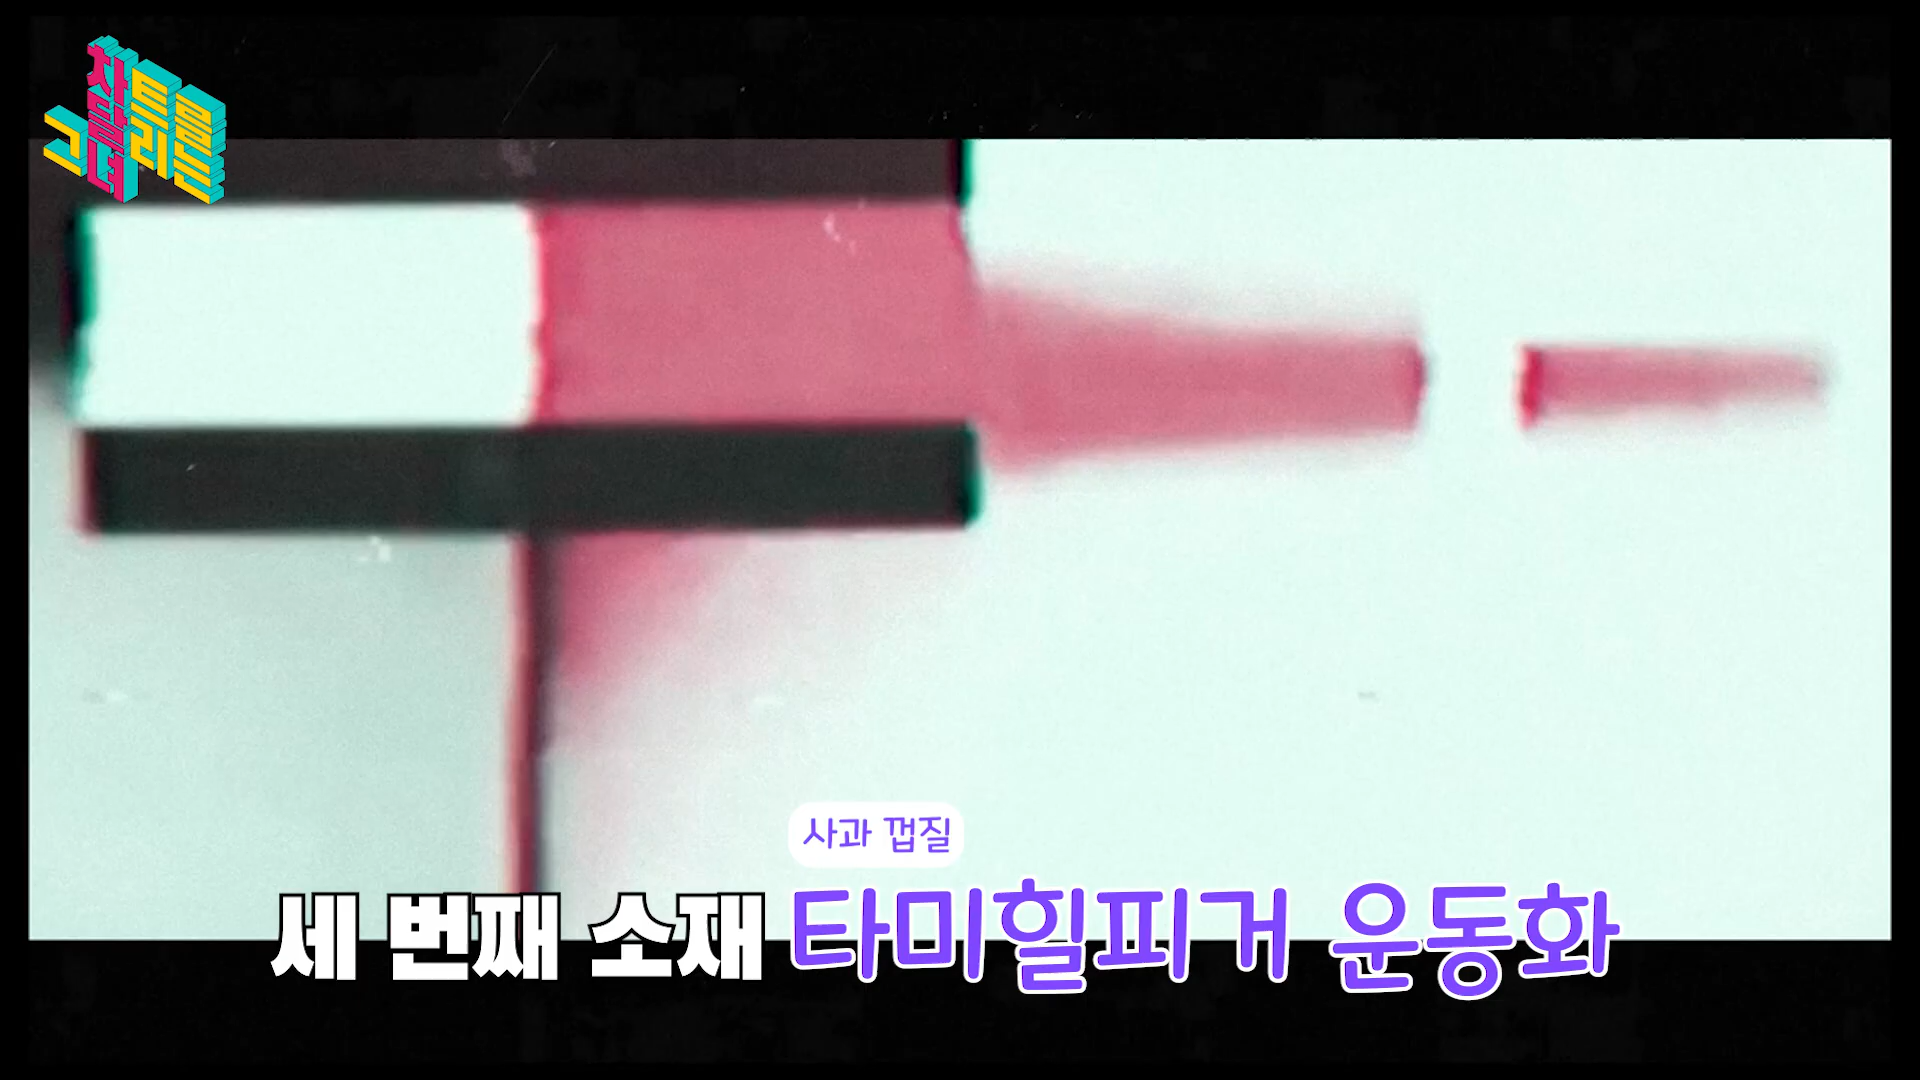 차트를
달리는
그녀
사과 껍질
세 번째 소재 타미힐피거 운동화